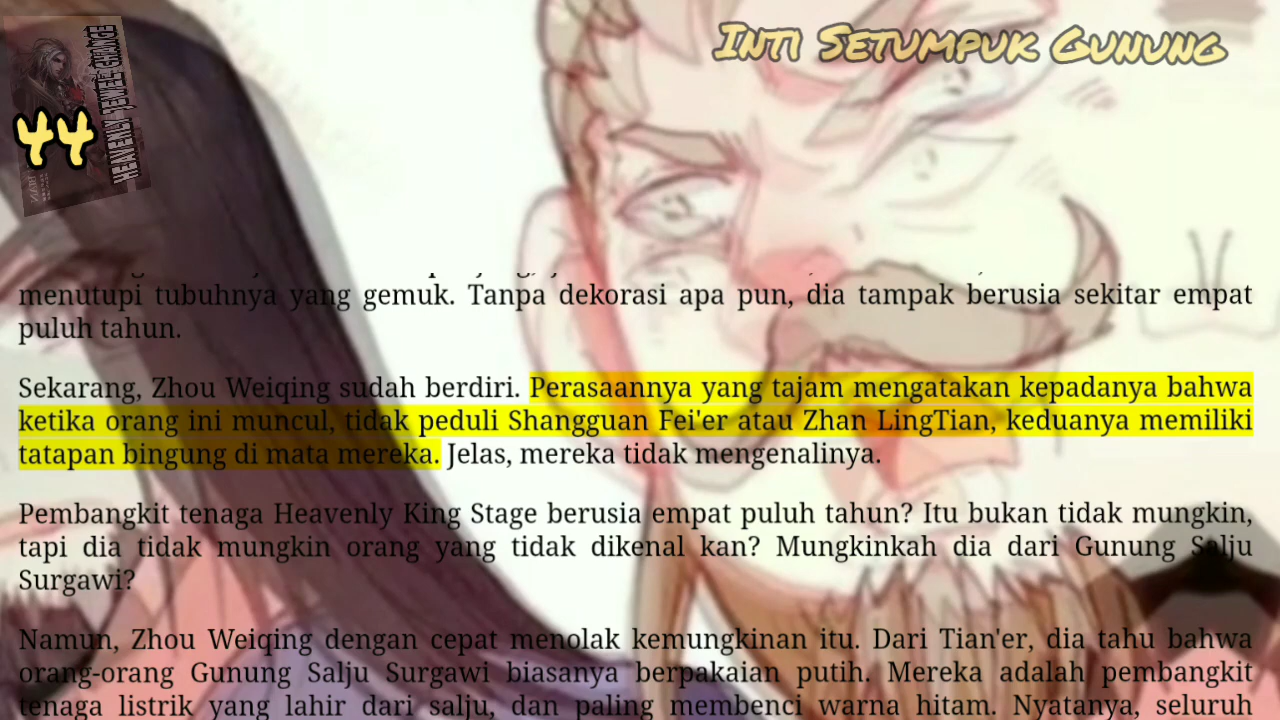 Inti Setumpuk Gunung
44
HEAVENLY JEWEL CHANGE
menutupi tubuhnya yang gemuk. Tanpa dekorasi apa pun, dia tampak berusia sekitar empat
puluh tahun.
Sekarang, Zhou Weiqing sudah berdiri. Perasaannya yang tajam mengatakan kepadanya bahwa
ketika orang ini muncul, tidak peduli Shangguan Fei'er atau Zhan LingTian, keduanya memiliki
tatapan bingung di mata mereka. Jelas, mereka tidak mengenalinya.
Pembangkit tenaga Heavenly King Stage berusia empat puluh tahun? Itu bukan tidak mungkin,
tapi dia tidak mungkin orang yang tidak dikenal kan? Mungkinkah dia dari Gunung Salju
Surgawi?
Namun, Zhou Weiqing dengan cepat menolak kemungkinan itu. Dari Tian'er, dia tahu bahwa
orang-orang Gunung Salju Surgawi biasanya berpakaian putih. Mereka adalah pembangkit
tenaga listrik yang lahir dari salju, dan paling membenci warna hitam. Nyatanya, seluruh